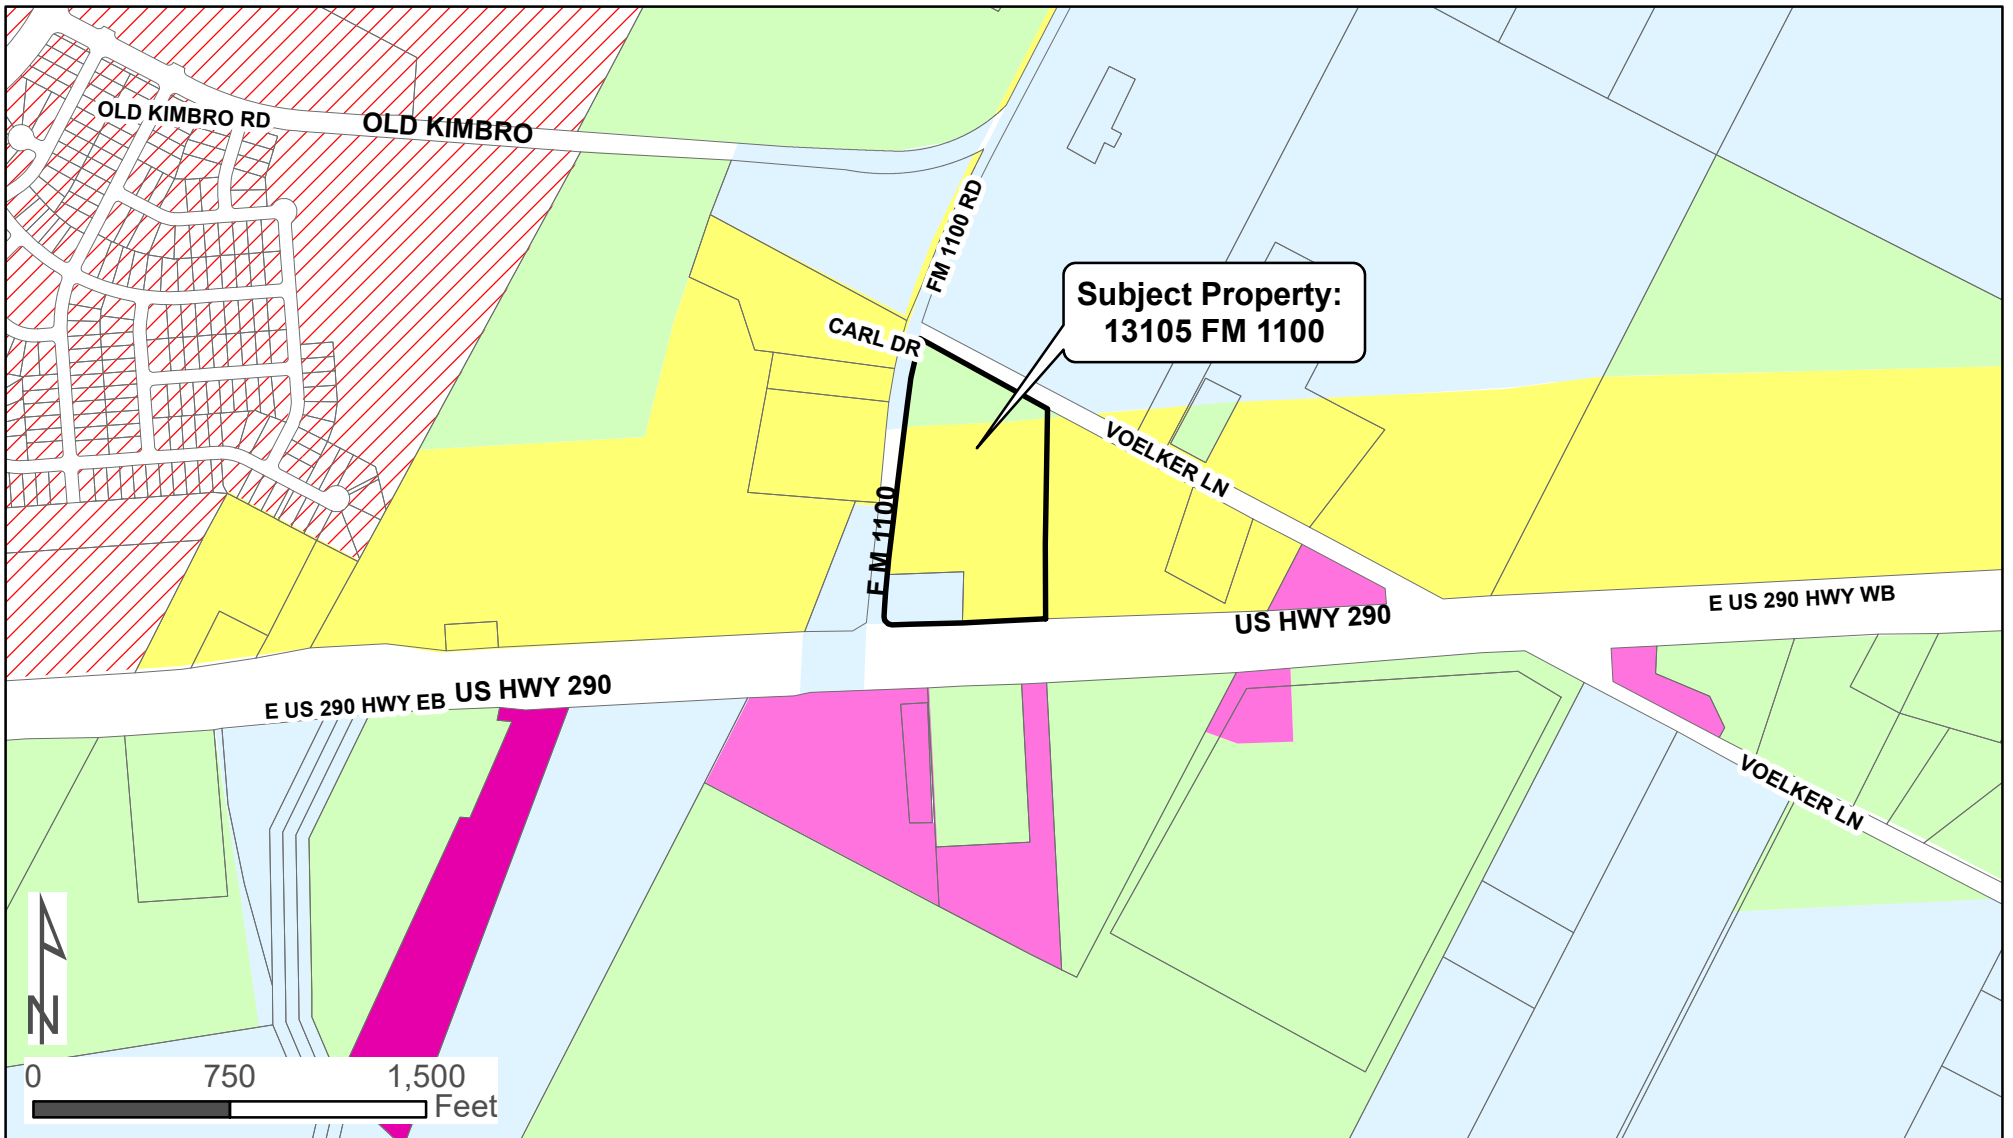 OLD KIMBRO RD
OLD KIMBRO
FM 1100 RD
Subject Property:
13105 FM 1100
CARL DR
VOELKER LN
F M 1100
E US 290 HWY WB
US HWY 290
US HWY 290
E US 290 HWY EB
VOELKER LN
N
0 750 1,500
Feet